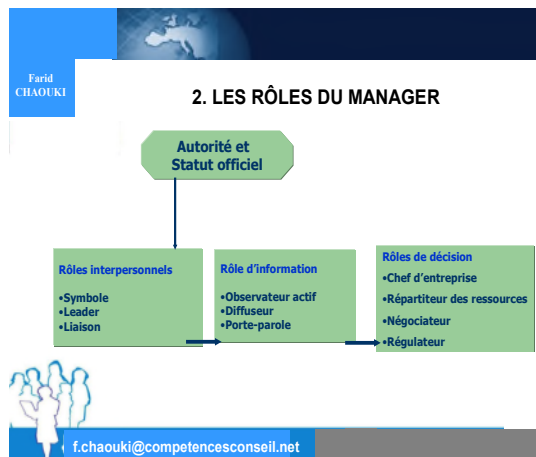 Farid
CHAOUKI
2. LES RÔLES DU MANAGER
Autorité et
Statut officiel
Rôles interpersonnels
•Symbole
•Leader
•Liaison
Rôle d’information
•Observateur actif
•Diffuseur
•Porte-parole
Rôles de décision
•Chef d’entreprise
•Répartiteur des ressources
•Négociateur
•Régulateur
f.chaouki@competencesconseil.net